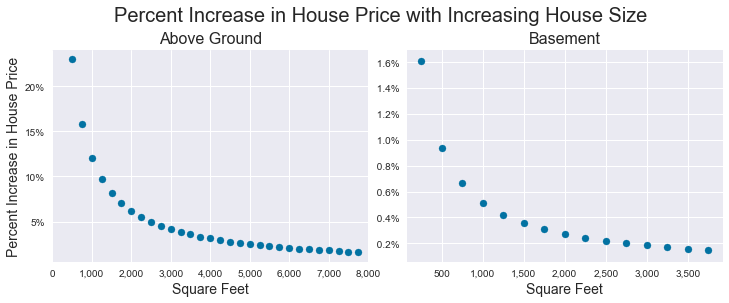 Percent Increase in House Price with Increasing House Size
Above Ground
Basement
Percent Increase in House Price
20%
15%
10%
5%
0 1,000 2,000 3,000 4,000 5,000 6,000 7,000 8,000
Square Feet
1.6%
1.4%
1.2%
1.0%
0.8%
0.6%
0.4%
0.2%
500 1,000 1,500 2,000 2,500 3,000 3,500
Square Feet